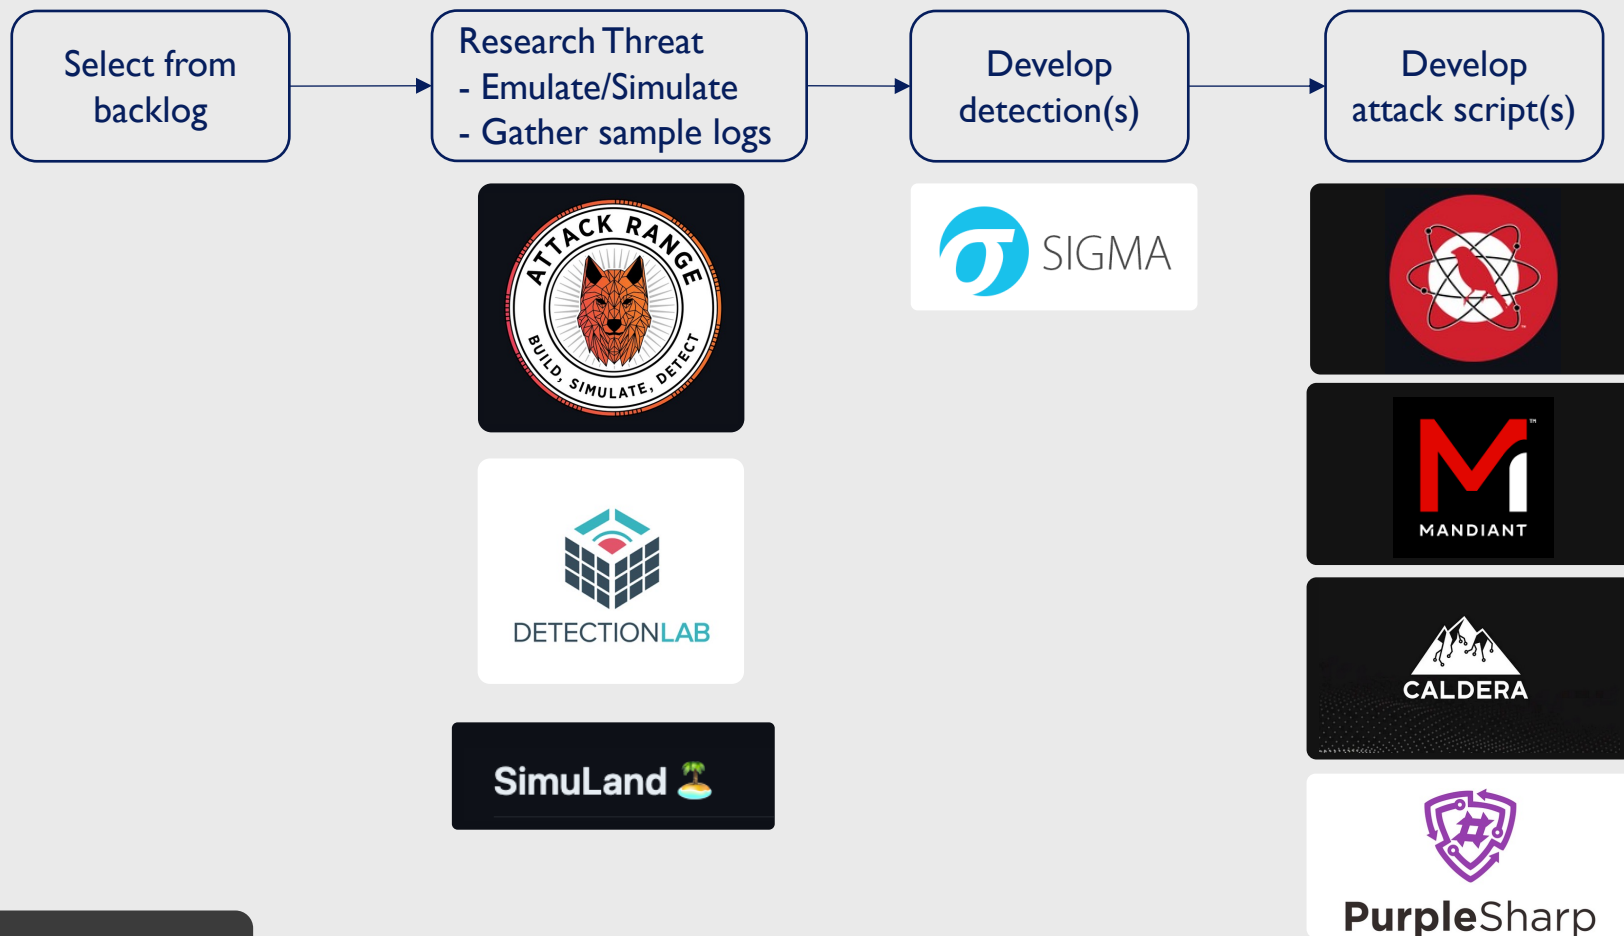 Select from
backlog
Research Threat
- Emulate/Simulate
- Gather sample logs
Develop
detection(s)
Develop
attack script(s)
ATTACK RANGE
BUILD, SIMULATE, DETECT
DETECTIONLAB
SimuLand
σ SIGMA
MANDIANT
CALDERA
PurpleSharp